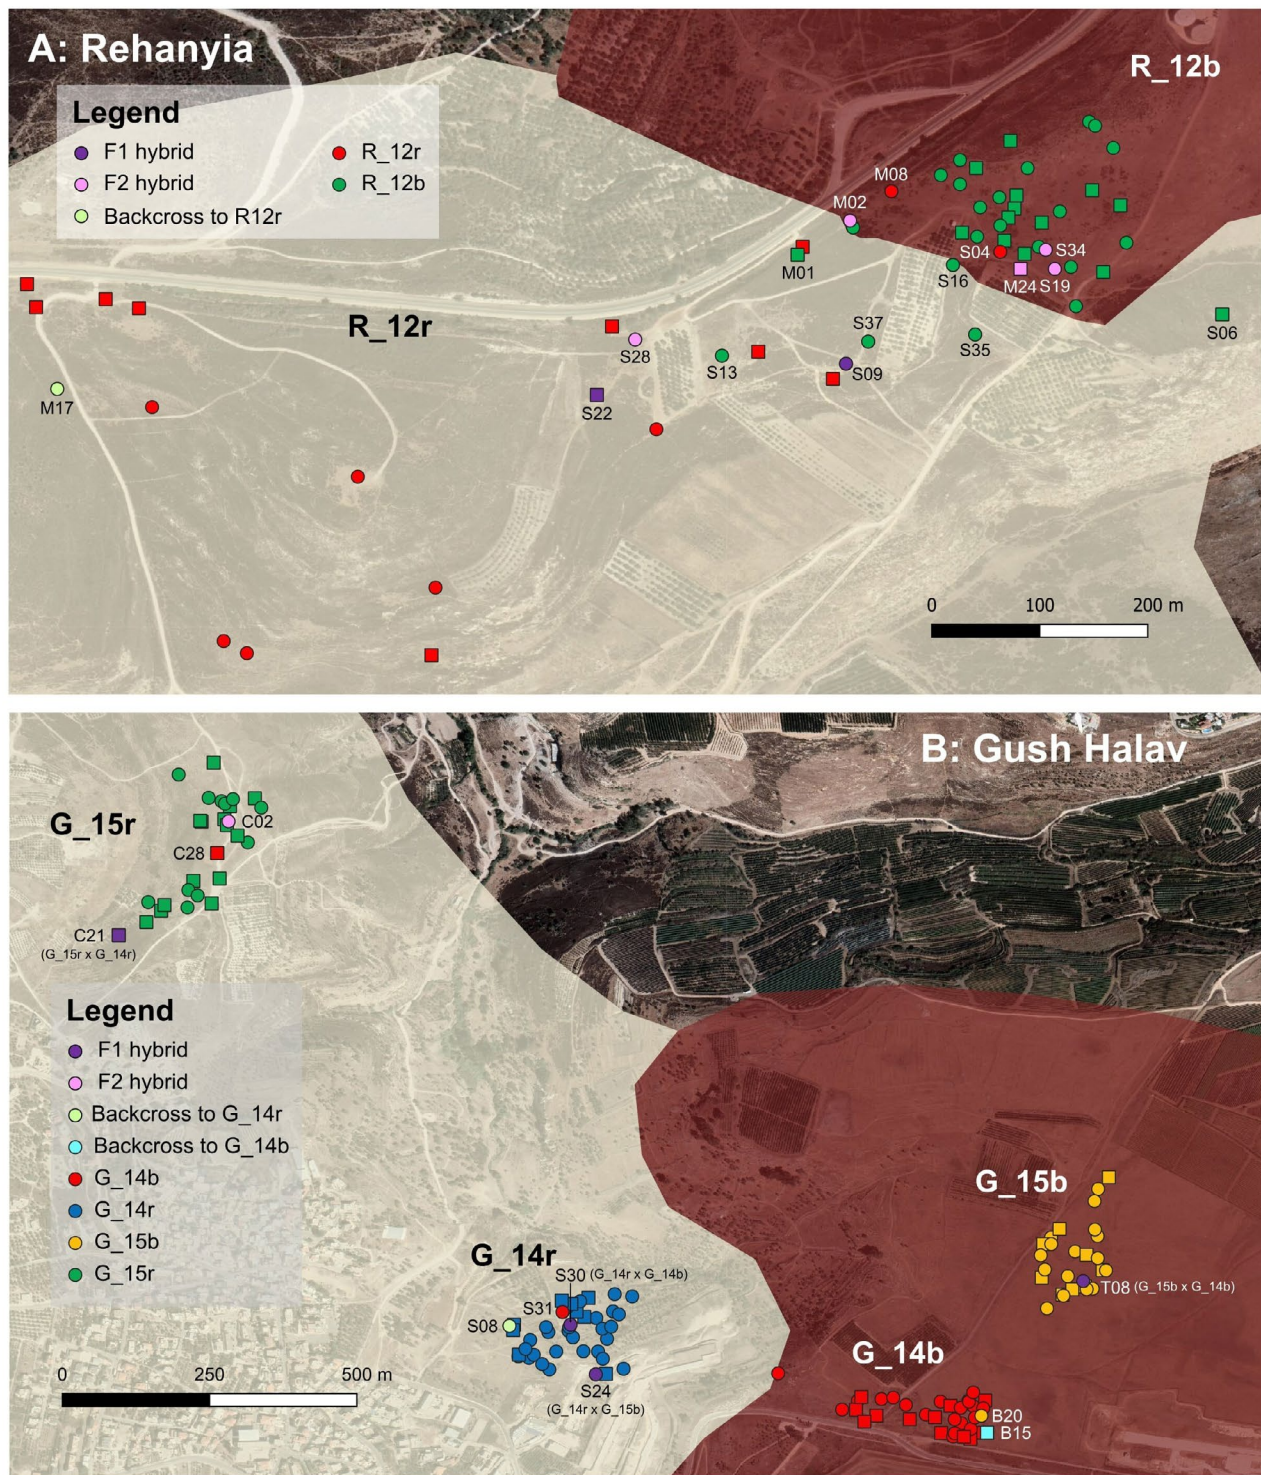 A: Rehanyia
R_12b
Legend
F1 hybrid
R_12r
F2 hybrid
R_12b
Backcross to R12r
M08
M02
M01
S04
S34
S16
M24
S19
S06
R_12r
S37
S35
S28
S13
S09
M17
S22
0
100
200 m
B: Gush Halav
G_15r
C02
C28
C21
(G_15r x G_14r)
Legend
F1 hybrid
F2 hybrid
Backcross to G_14r
Backcross to G_14b
G_14b
G_14r
G_15b
G_15r
G_15b
G_14r
S30 (G_14r x G_14b)
T08 (G_15b x G_14b)
S31
S08
G_14b
0
250
500 m
S24
(G_14r x G_15b)
B20
B15